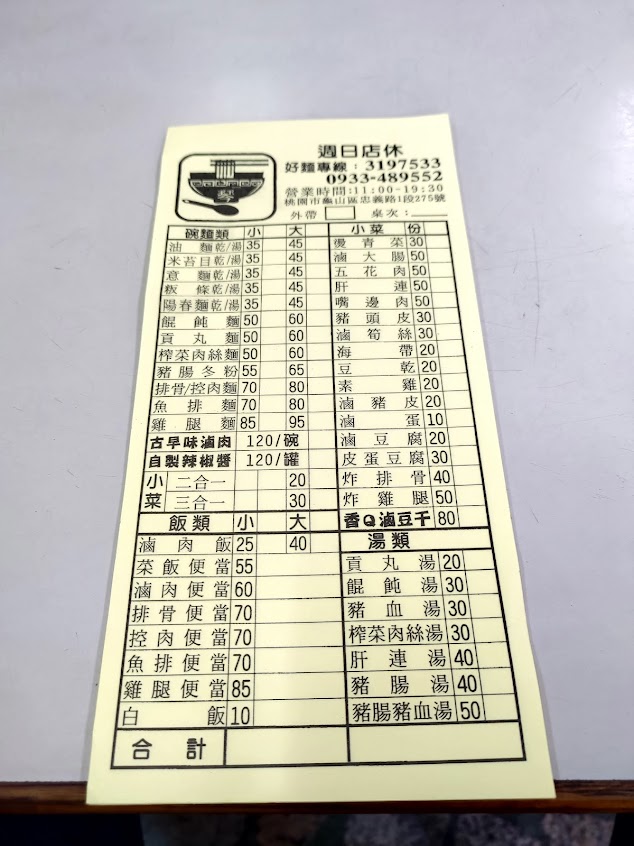 週日店休
好麵專線：3197533
0933-489552
營業時間:11:00-19:30
桃園市龜山區忠義路1段275號
外帶 桌次：
琴
碗麵類 小 大
油麵乾/湯 35 45
米苔目乾/湯 35 45
意麵乾/湯 35 45
粄條乾/湯 35 45
陽春麵乾/湯 35 45
餛飩麵 50 60
貢丸麵 50 60
榨菜肉絲麵 50 60
豬腸冬粉 55 65
排骨/控肉麵 70 80
魚排麵 70 80
雞腿麵 85 95
古早味滷肉 120/碗
自製辣椒醬 120/罐
小菜 二合一 20
三合一 30
飯類 小 大
滷肉飯 25 40
菜飯便當 55
滷肉便當 60
排骨便當 70
控肉便當 70
魚排便當 70
雞腿便當 85
白飯 10
合計
小菜 份
燙青菜 30
滷大腸 50
五花肉 50
肝連 50
嘴邊肉 50
豬頭皮 30
滷筍絲 30
海帶 20
豆乾 20
素雞 20
滷豬皮 20
滷蛋 10
滷豆腐 20
皮蛋豆腐 30
炸排骨 40
炸雞腿 50
香Q滷豆干 80
湯類
貢丸湯 20
餛飩湯 30
豬血湯 30
榨菜肉絲湯 30
肝連湯 40
豬腸湯 40
豬腸豬血湯 50